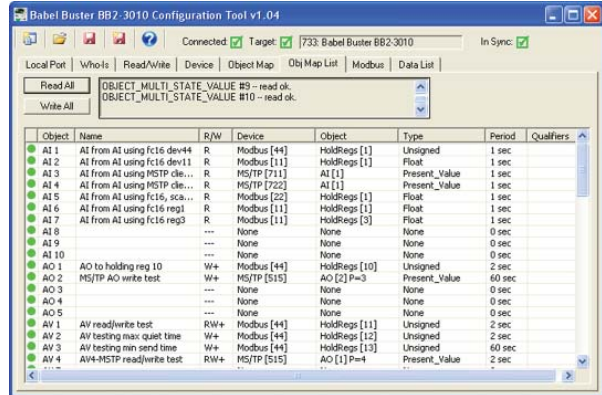 Babel Buster BB2-3010 Configuration Tool v1.04
Connected: Target: 733: Babel Buster BB2-3010 In Sync:
Local Port Who-Is Read/Write Device Object Map Obj Map List Modbus Data List
Read All
Write All
OBJECT_MULTI_STATE_VALUE #9 -- read ok.
OBJECT_MULTI_STATE_VALUE #10 -- read ok.
Object Name R/W Device Object Type Period Qualifiers
AI 1 AI from AI using fc16 dev44 R Modbus [44] HoldRegs [1] Unsigned 1 sec
AI 2 AI from AI using fc16 dev11 R Modbus [11] HoldRegs [1] Float 1 sec
AI 3 AI from AI using MSTP clie... R MS/TP [711] AI [1] Present_Value 1 sec
AI 4 AI from AI using MSTP clie... R MS/TP [722] AI [1] Present_Value 1 sec
AI 5 AI from AI using fc16, sca... R Modbus [22] HoldRegs [1] Float 1 sec
AI 6 AI from AI using fc16 reg1 R Modbus [11] HoldRegs [1] Float 1 sec
AI 7 AI from AI using fc16 reg3 R Modbus [11] HoldRegs [3] Float 1 sec
AI 8 --- None None None 0 sec
AI 9 --- None None None 0 sec
AI 10 --- None None None 0 sec
AO 1 AO to holding reg 10 W+ Modbus [44] HoldRegs [10] Unsigned 2 sec
AO 2 MS/TP AO write test W+ MS/TP [515] AO [2] P=3 Present_Value 60 sec
AO 3 --- None None None 0 sec
AO 4 --- None None None 0 sec
AO 5 --- None None None 0 sec
AV 1 AV read/write test RW+ Modbus [44] HoldRegs [11] Unsigned 2 sec
AV 2 AV testing max quiet time W+ Modbus [44] HoldRegs [12] Unsigned 2 sec
AV 3 AV testing min send time W+ Modbus [44] HoldRegs [13] Unsigned 60 sec
AV 4 AV4-MSTP read/write test RW+ MS/TP [515] AO [1] P=4 Present_Value 2 sec